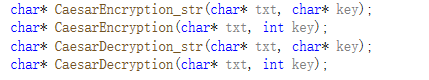 char* CaesarEncryption_str(char* txt, char* key);
char* CaesarEncryption(char* txt, int key);
char* CaesarDecryption_str(char* txt, char* key);
char* CaesarDecryption(char* txt, int key);